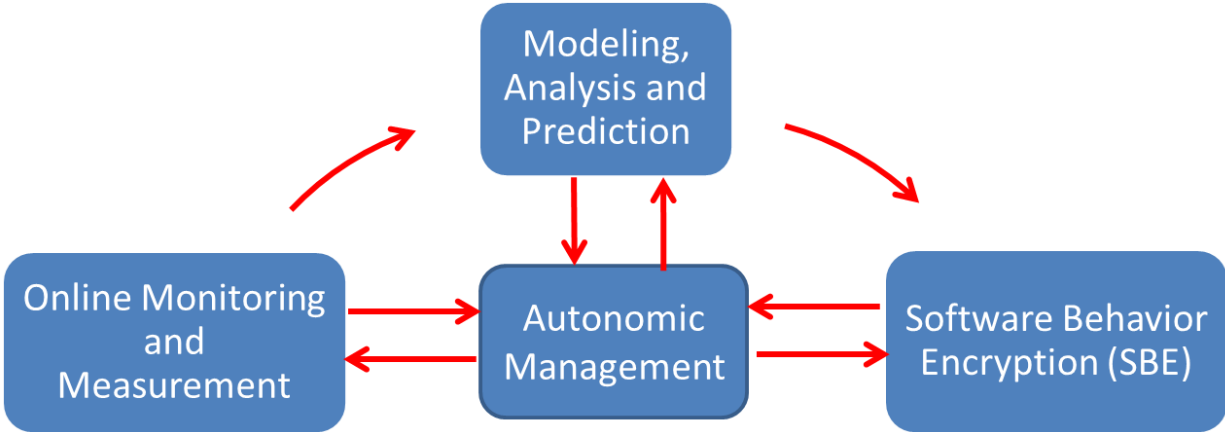 Modeling,
Analysis and
Prediction
Online Monitoring
and
Measurement
Autonomic
Management
Software Behavior
Encryption (SBE)